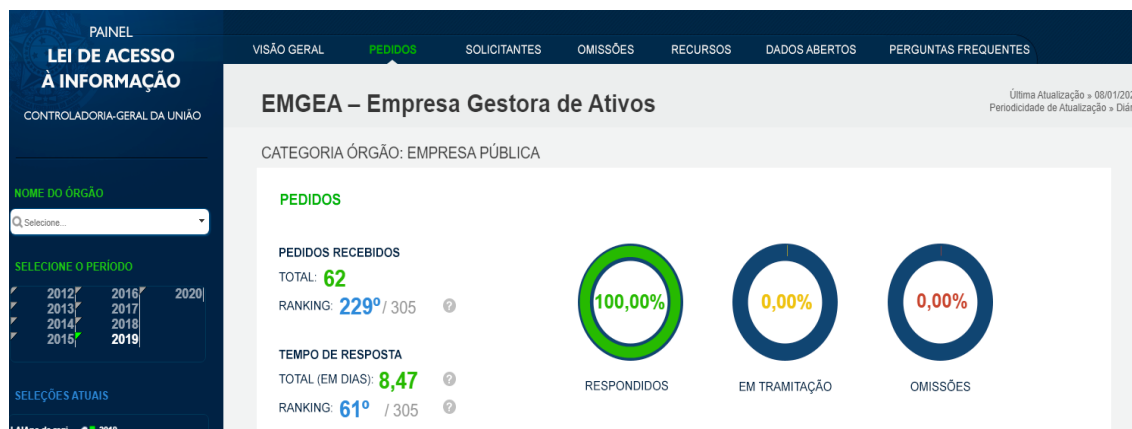 PAINEL
LEI DE ACESSO
À INFORMAÇÃO
CONTROLADORIA-GERAL DA UNIÃO
NOME DO ÓRGÃO
Selecione...
SELECIONE O PERÍODO
2012 2016 2020
2013 2017
2014 2018
2015 2019
SELEÇÕES ATUAIS
VISÃO GERAL PEDIDOS SOLICITANTES OMISSÕES RECURSOS DADOS ABERTOS PERGUNTAS FREQUENTES
EMGEA – Empresa Gestora de Ativos
Última Atualização » 08/01/202
Periodicidade de Atualização » Diár
CATEGORIA ÓRGÃO: EMPRESA PÚBLICA
PEDIDOS
PEDIDOS RECEBIDOS
TOTAL: 62
RANKING: 229º / 305 ?
TEMPO DE RESPOSTA
TOTAL (EM DIAS): 8,47 ?
RANKING: 61º / 305 ?
100,00%
RESPONDIDOS
0,00%
EM TRAMITAÇÃO
0,00%
OMISSÕES